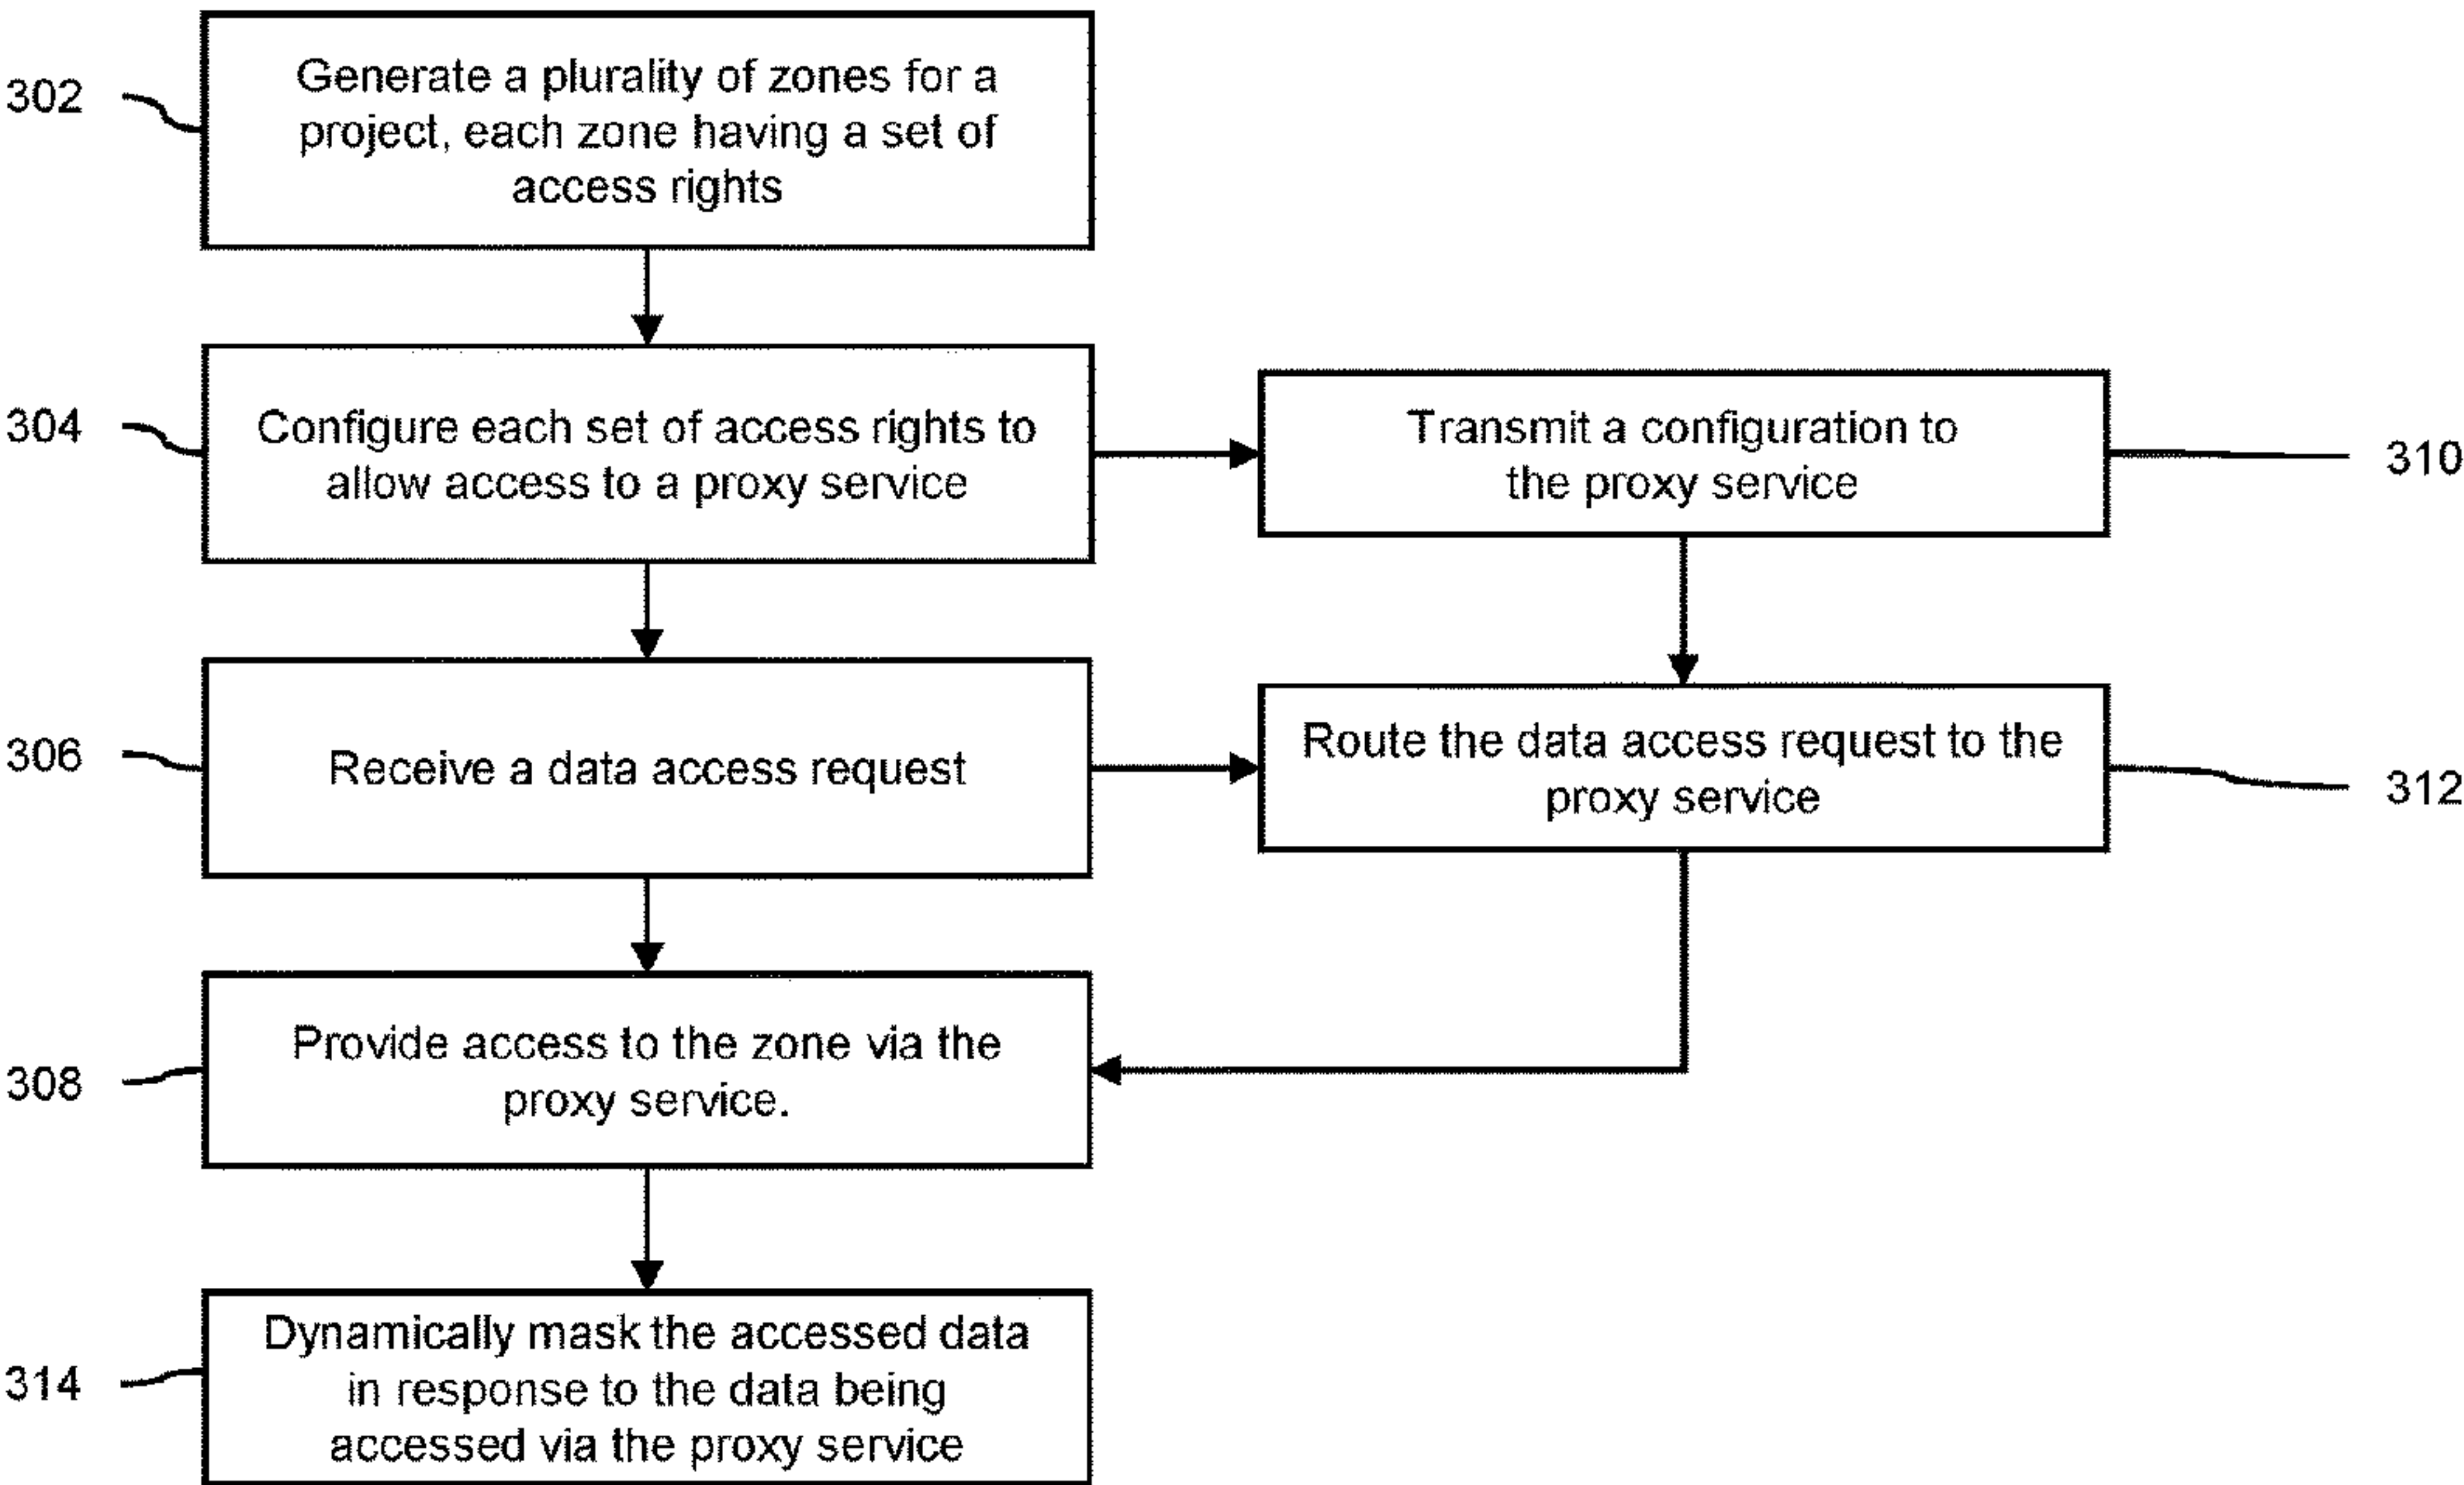 302
Generate a plurality of zones for a
project, each zone having a set of
access rights
304
Configure each set of access rights to
allow access to a proxy service
Transmit a configuration to
the proxy service
310
306
Receive a data access request
Route the data access request to the
proxy service
312
308
Provide access to the zone via the
proxy service.
314
Dynamically mask the accessed data
in response to the data being
accessed via the proxy service